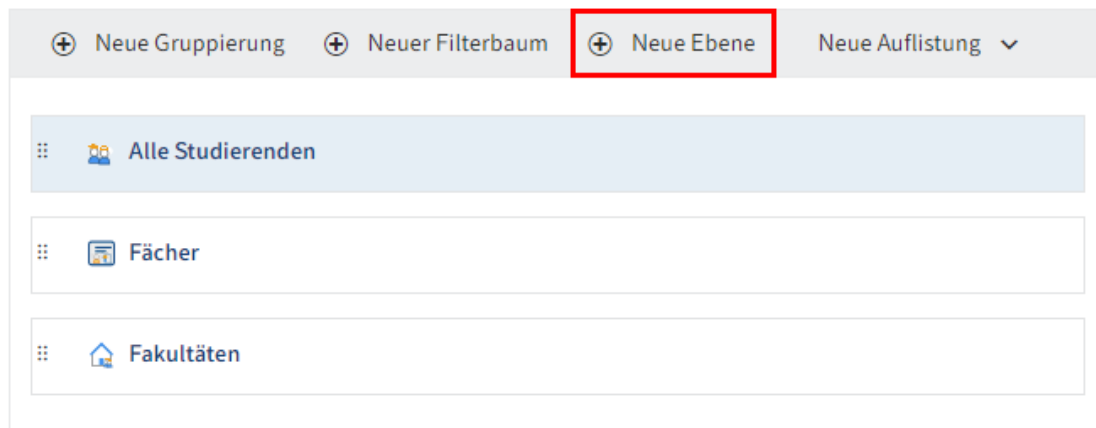 Neue Gruppierung Neuer Filterbaum Neue Ebene Neue Auflistung
Alle Studierenden
Fächer
Fakultäten